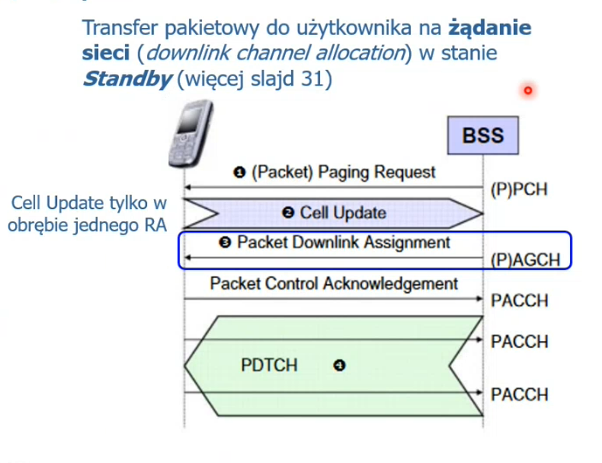 Transfer pakietowy do użytkownika na żądanie
sieci (downlink channel allocation) w stanie
Standby (więcej slajd 31)
BSS
❶ (Packet) Paging Request
(P)PCH
Cell Update tylko w
obrębie jednego RA
❷ Cell Update
❸ Packet Downlink Assignment
(P)AGCH
Packet Control Acknowledgement
PACCH
PACCH
PDTCH ❹
PACCH